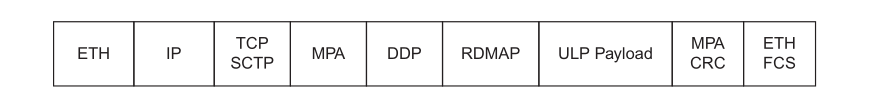 ETH
IP
TCP
SCTP
MPA
DDP
RDMAP
ULP Payload
MPA
CRC
ETH
FCS